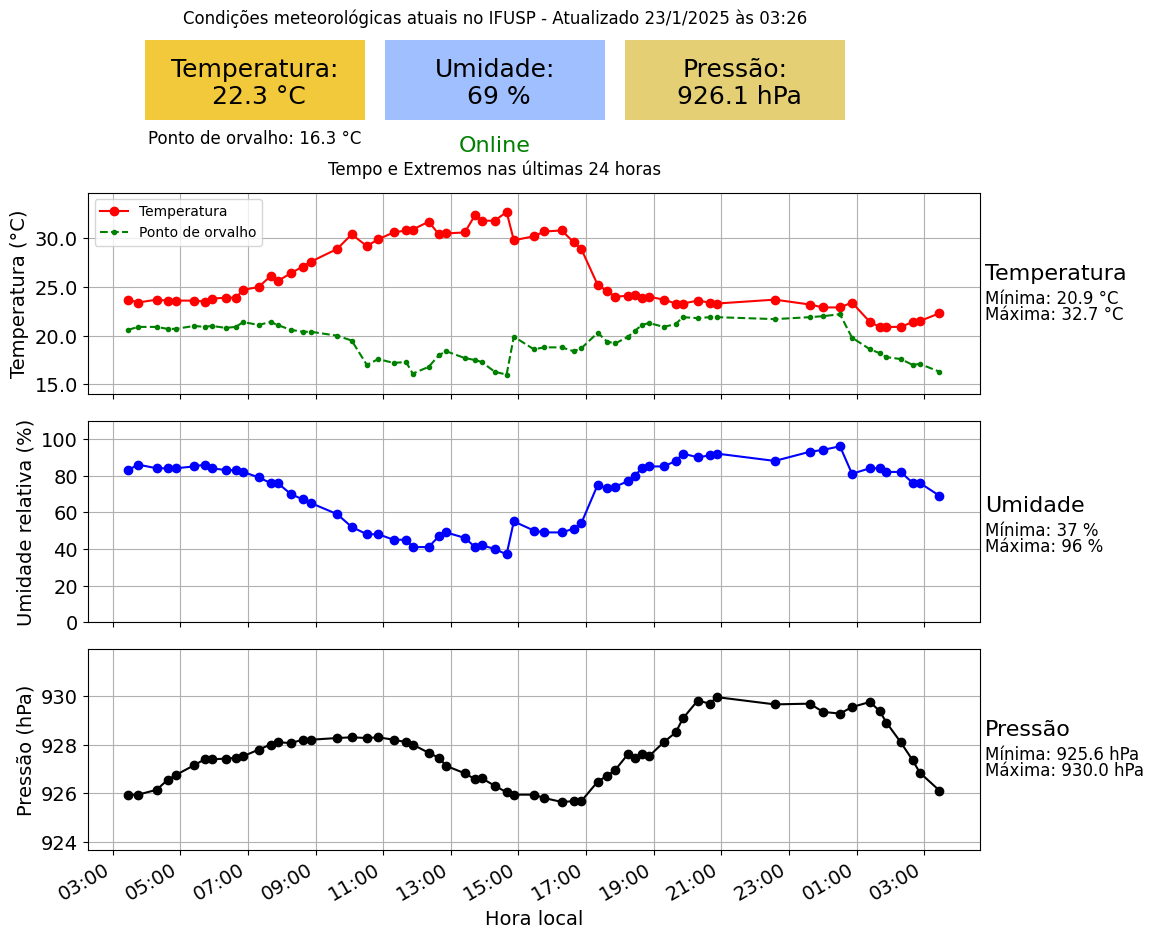 Condições meteorológicas atuais no IFUSP - Atualizado 23/1/2025 às 03:26
Temperatura:
22.3 °C
Umidade:
69 %
Pressão:
926.1 hPa
Ponto de orvalho: 16.3 °C
Online
Tempo e Extremos nas últimas 24 horas
Temperatura
Ponto de orvalho
Temperatura (°C)
30.0
25.0
20.0
15.0
Temperatura
Mínima: 20.9 °C
Máxima: 32.7 °C
Umidade relativa (%)
100
80
60
40
20
0
Umidade
Mínima: 37 %
Máxima: 96 %
Pressão (hPa)
930
928
926
924
Pressão
Mínima: 925.6 hPa
Máxima: 930.0 hPa
03:00 05:00 07:00 09:00 11:00 13:00 15:00 17:00 19:00 21:00 23:00 01:00 03:00
Hora local